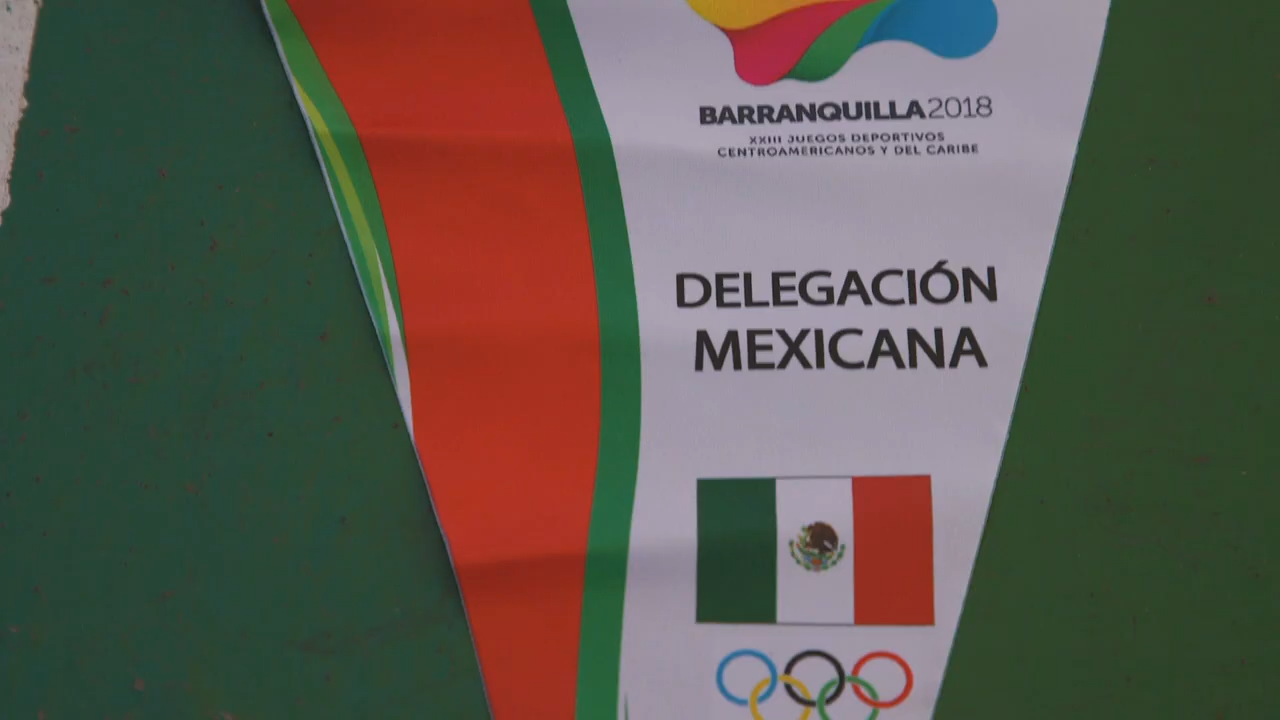 BARRANQUILLA2018
XXIII JUEGOS DEPORTIVOS
CENTROAMERICANOS Y DEL CARIBE
DELEGACIÓN
MEXICANA